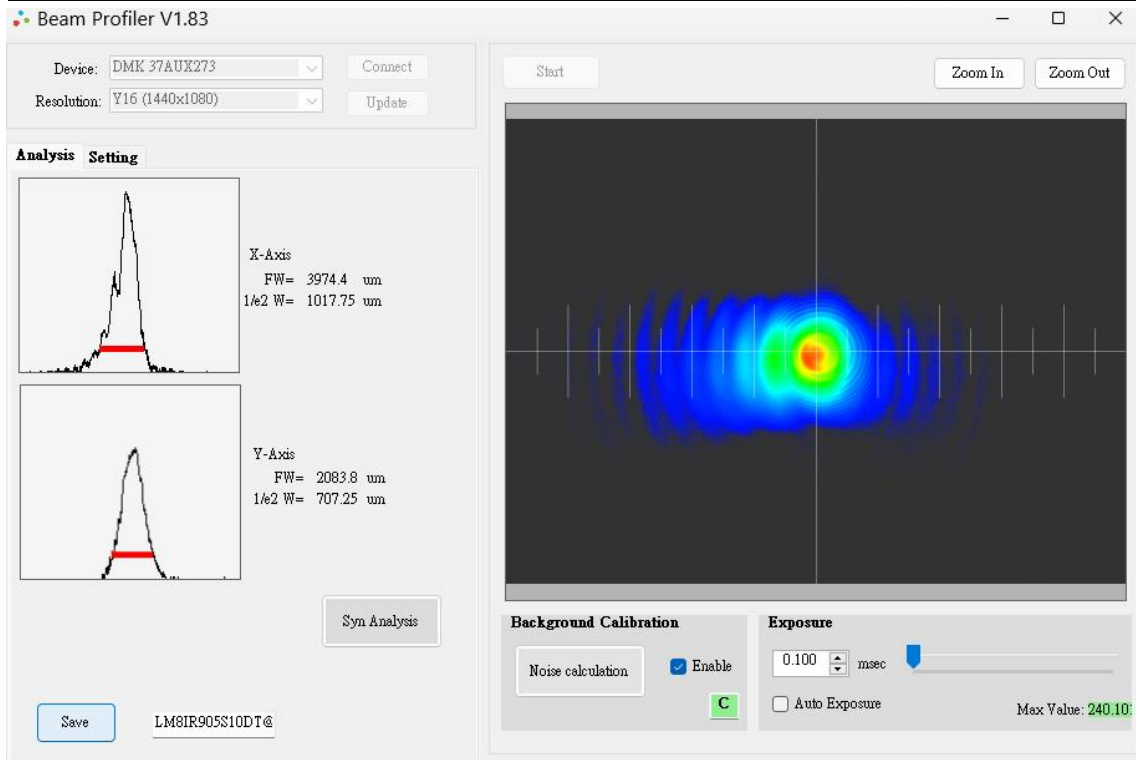 Beam Profiler V1.83
Device: DMK 37AUX273 Connect
Resolution: Y16 (1440x1080) Update
Analysis Setting
X-Axis
FW= 3974.4 um
1/e2 W= 1017.75 um
Y-Axis
FW= 2083.8 um
1/e2 W= 707.25 um
Syn Analysis
Save LM8IR905S10DT@
Start Zoom In Zoom Out
Background Calibration
Noise calculation Enable
C
Exposure
0.100 msec
Auto Exposure
Max Value: 240.10